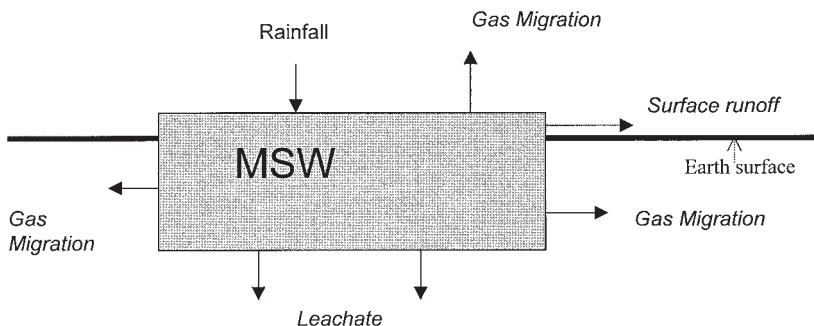 Gas Migration
Rainfall
Surface runoff
MSW
Earth surface
Gas
Migration
Gas Migration
Leachate